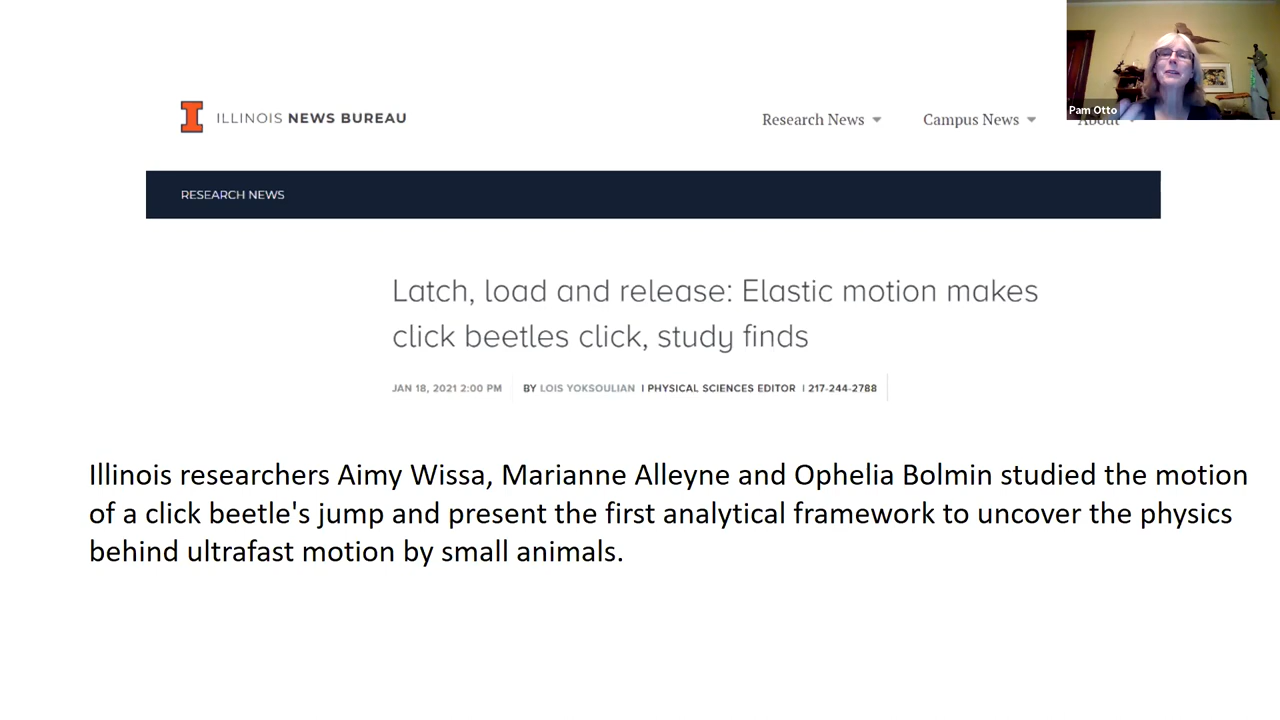 Pam Otto
ILLINOIS NEWS BUREAU
Research News
Campus News
About
RESEARCH NEWS
Latch, load and release: Elastic motion makes
click beetles click, study finds
JAN 18, 2021 2:00 PM BY LOIS YOKSOULIAN | PHYSICAL SCIENCES EDITOR | 217-244-2788
Illinois researchers Aimy Wissa, Marianne Alleyne and Ophelia Bolmin studied the motion
of a click beetle's jump and present the first analytical framework to uncover the physics
behind ultrafast motion by small animals.